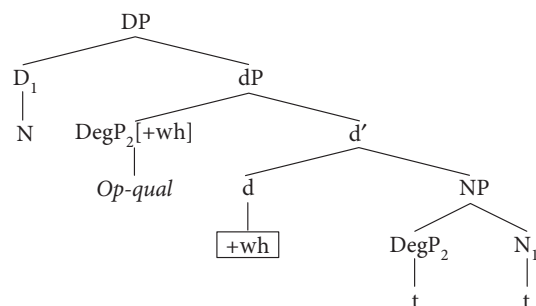 DP
D₁ dP
N DegP₂[+wh] d′
Op-qual d NP
+wh DegP₂ N₁
t t